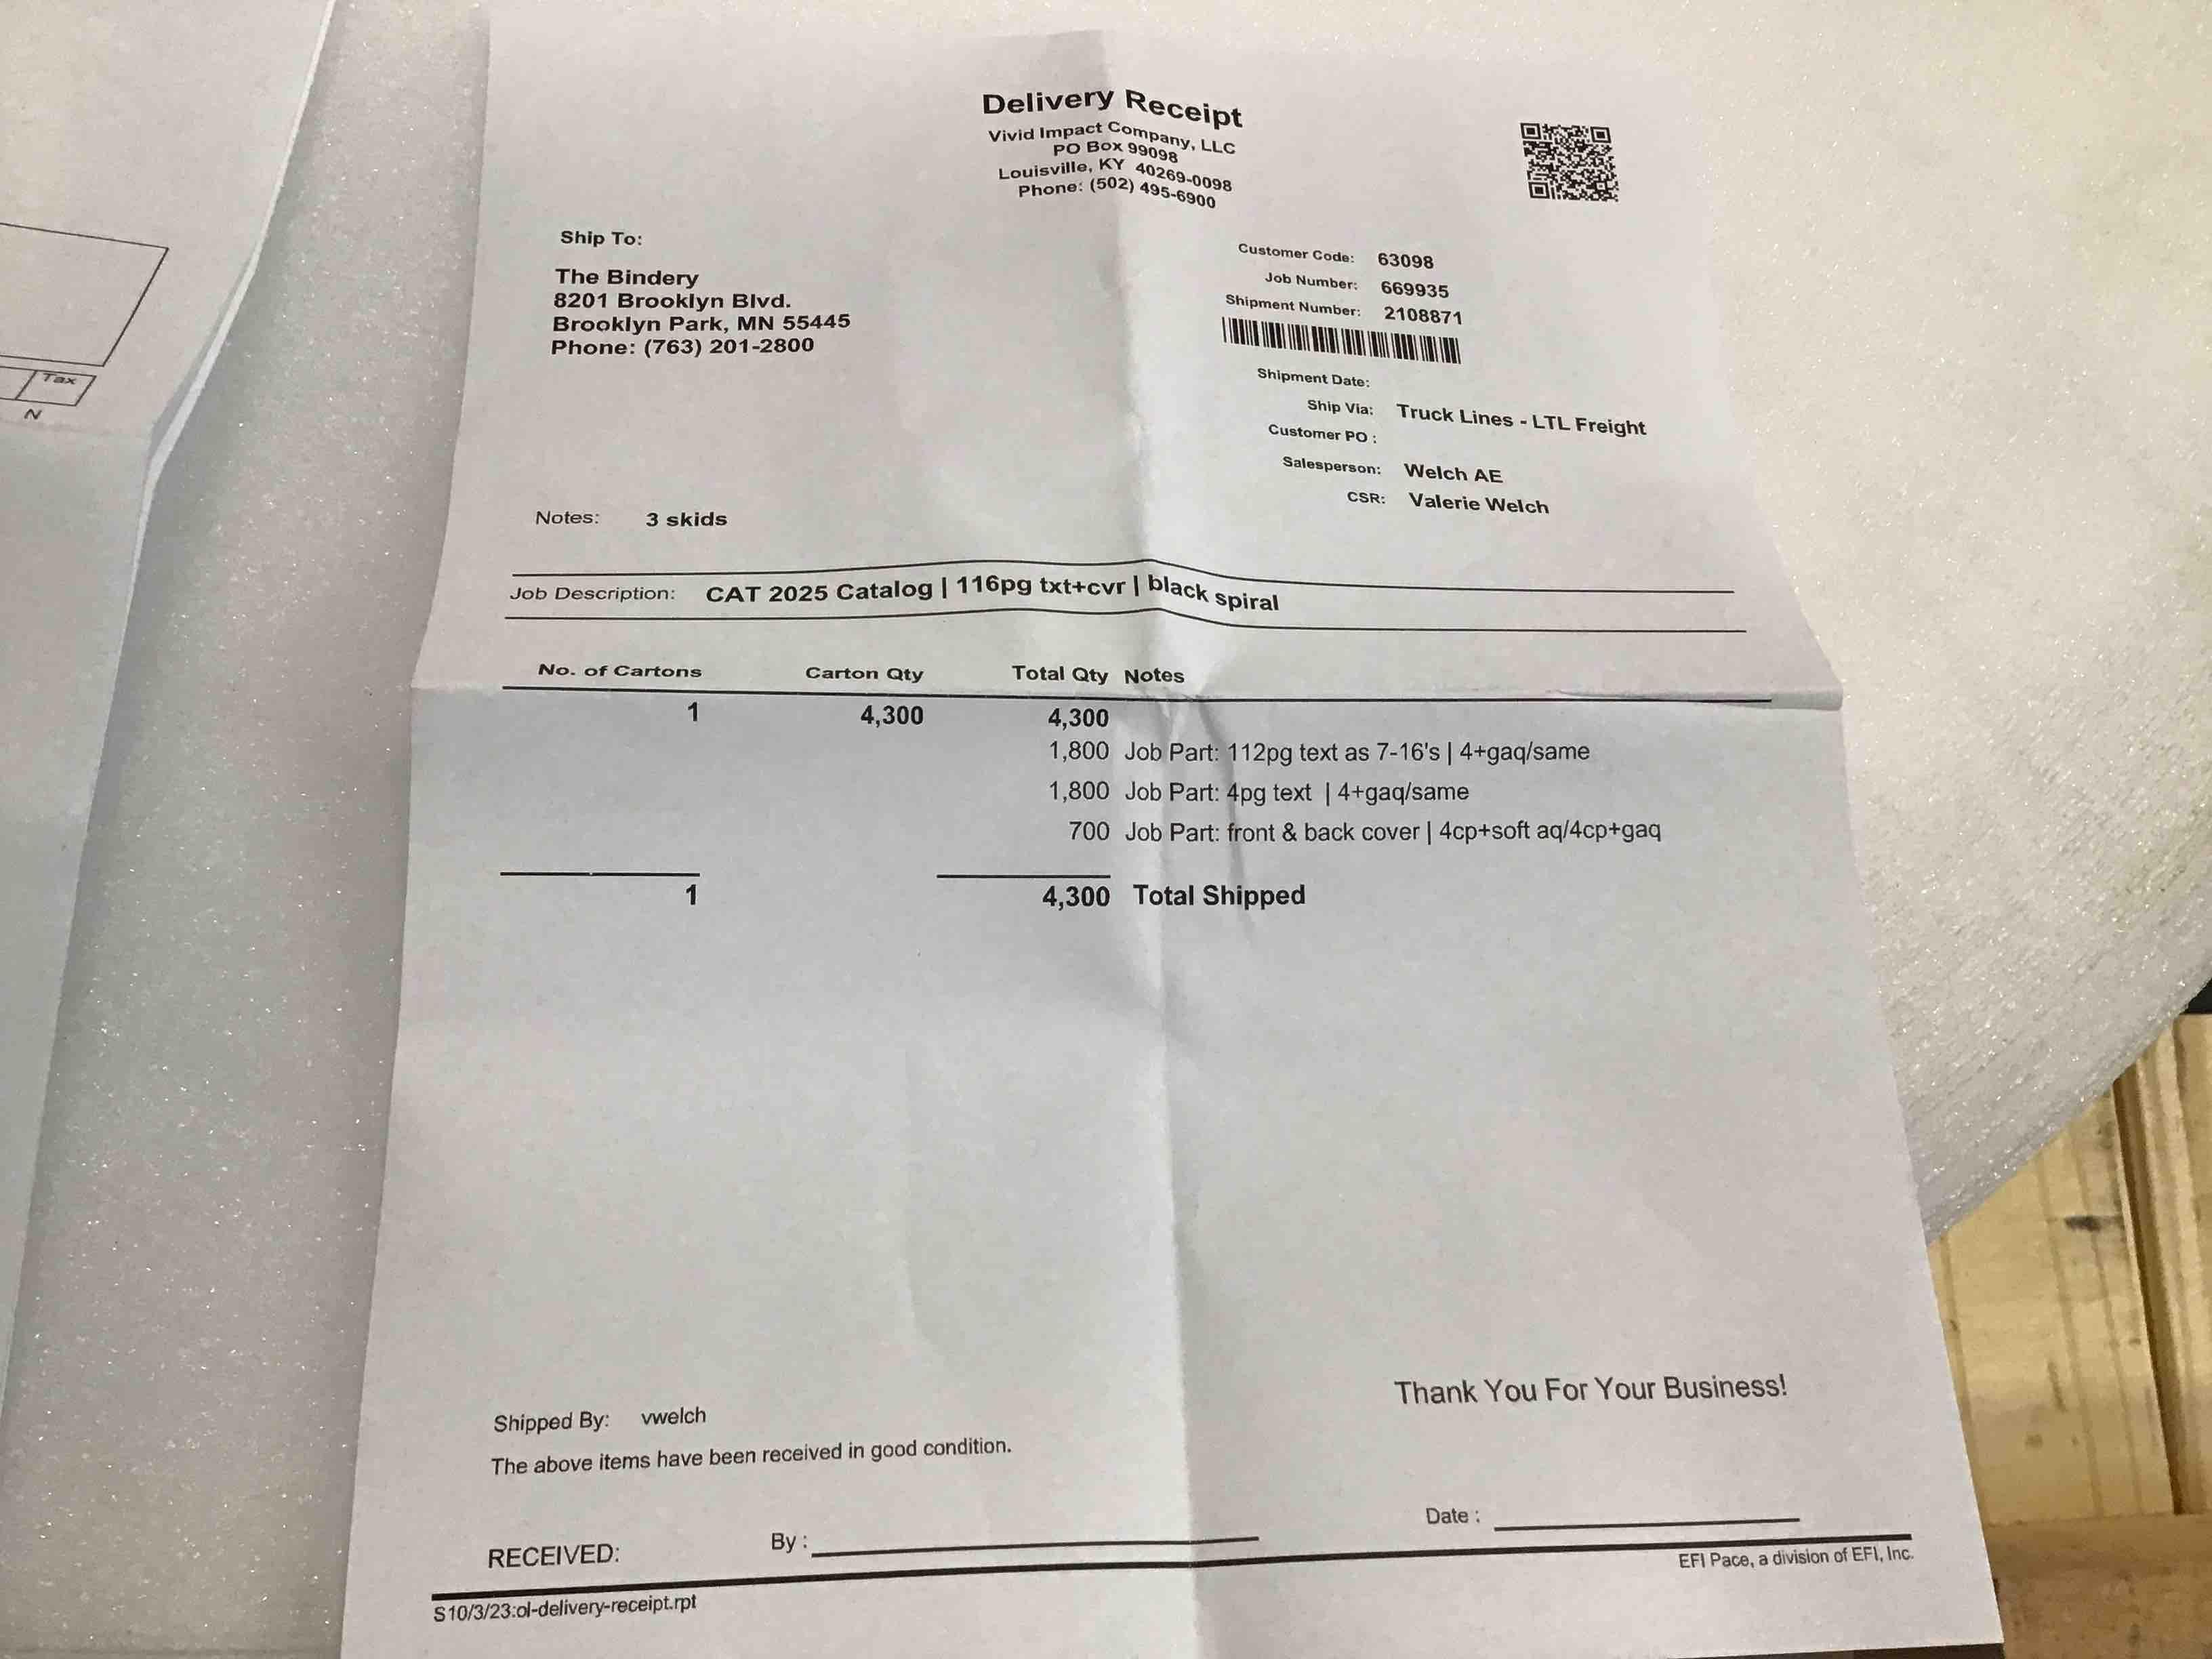 Tax
N
Delivery Receipt
Vivid Impact Company, LLC
PO Box 99098
Louisville, KY 40269-0098
Phone: (502) 495-6900
Ship To:
The Bindery
8201 Brooklyn Blvd.
Brooklyn Park, MN 55445
Phone: (763) 201-2800
Customer Code: 63098
Job Number: 669935
Shipment Number: 2108871
Shipment Date:
Ship Via: Truck Lines - LTL Freight
Customer PO :
Salesperson: Welch AE
CSR: Valerie Welch
Notes: 3 skids
Job Description: CAT 2025 Catalog | 116pg txt+cvr | black spiral
No. of Cartons Carton Qty Total Qty Notes
1 4,300 4,300
1,800 Job Part: 112pg text as 7-16's | 4+gaq/same
1,800 Job Part: 4pg text | 4+gaq/same
700 Job Part: front & back cover | 4cp+soft aq/4cp+gaq
1 4,300 Total Shipped
Thank You For Your Business!
Shipped By: vwelch
The above items have been received in good condition.
RECEIVED: By : Date :
EFI Pace, a division of EFI, Inc.
S10/3/23:ol-delivery-receipt.rpt